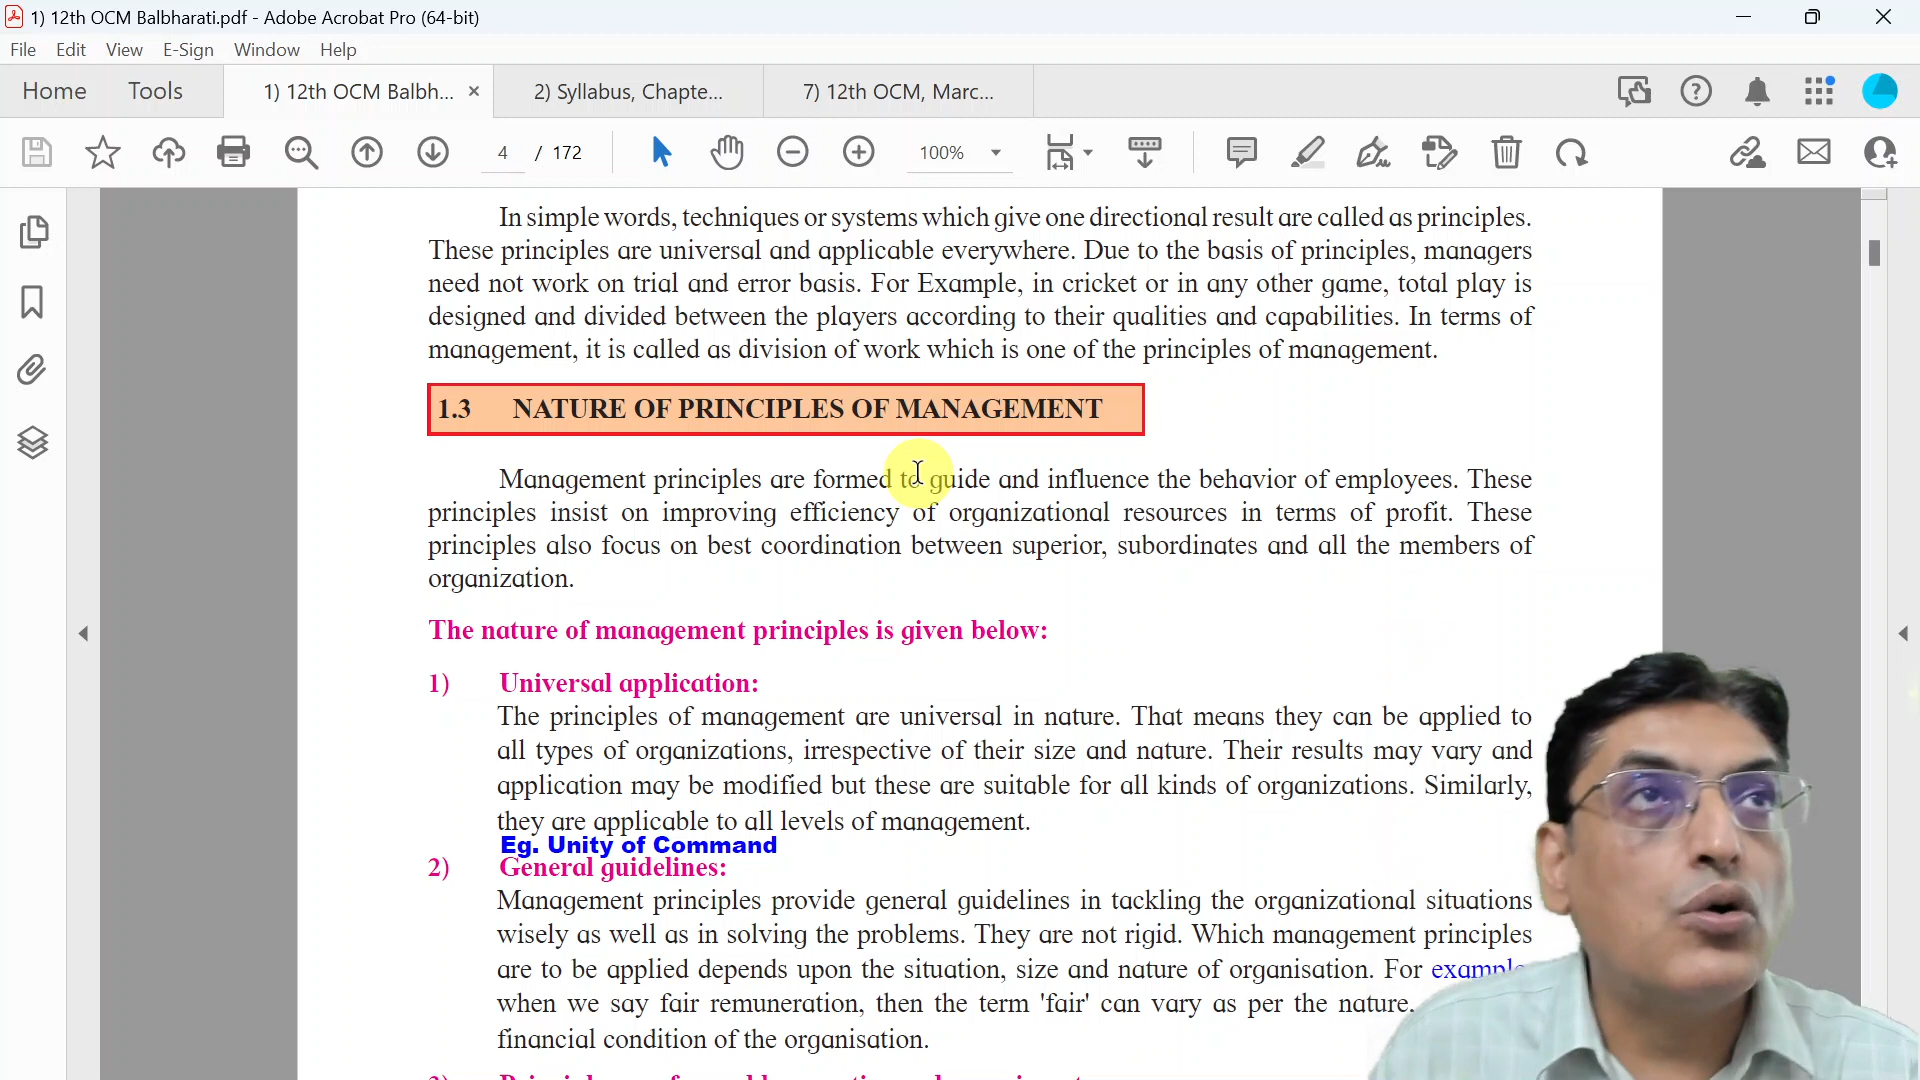 1) 12th OCM Balbharati.pdf - Adobe Acrobat Pro (64-bit)
File Edit View E-Sign Window Help
Home Tools 1) 12th OCM Balbh... × 2) Syllabus, Chapte... 7) 12th OCM, Marc...
4 / 172 100%
In simple words, techniques or systems which give one directional result are called as principles.
These principles are universal and applicable everywhere. Due to the basis of principles, managers
need not work on trial and error basis. For Example, in cricket or in any other game, total play is
designed and divided between the players according to their qualities and capabilities. In terms of
management, it is called as division of work which is one of the principles of management.
1.3 NATURE OF PRINCIPLES OF MANAGEMENT
Management principles are formed to guide and influence the behavior of employees. These
principles insist on improving efficiency of organizational resources in terms of profit. These
principles also focus on best coordination between superior, subordinates and all the members of
organization.
The nature of management principles is given below:
1) Universal application:
The principles of management are universal in nature. That means they can be applied to
all types of organizations, irrespective of their size and nature. Their results may vary and
application may be modified but these are suitable for all kinds of organizations. Similarly,
they are applicable to all levels of management.
Eg. Unity of Command
2) General guidelines:
Management principles provide general guidelines in tackling the organizational situations
wisely as well as in solving the problems. They are not rigid. Which management principles
are to be applied depends upon the situation, size and nature of organisation. For example,
when we say fair remuneration, then the term 'fair' can vary as per the nature,
financial condition of the organisation.